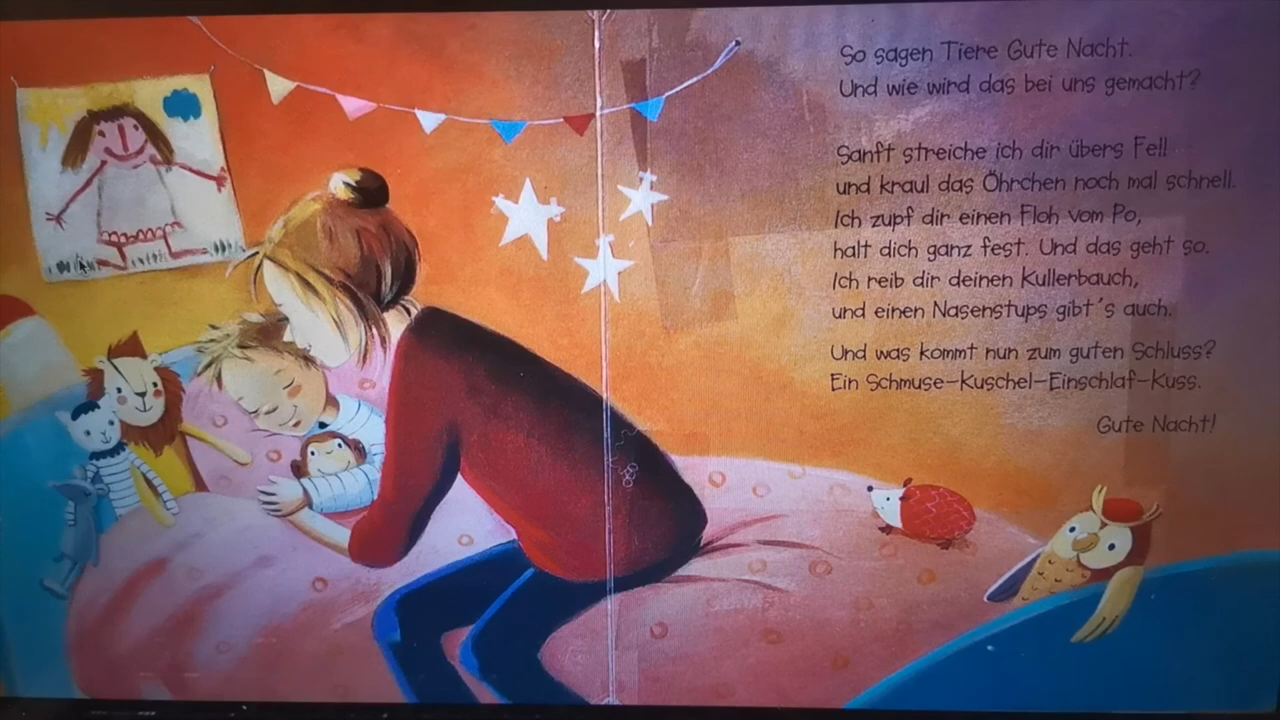 So sagen Tiere Gute Nacht.
Und wie wird das bei uns gemacht?
Sanft streiche ich dir übers Fell
und kraul das Öhrchen noch mal schnell.
Ich zupf dir einen Floh vom Po,
halt dich ganz fest. Und das geht so.
Ich reib dir deinen Kullerbauch,
und einen Nasenstups gibt's auch.
Und was kommt nun zum guten Schluss?
Ein Schmuse-Kuschel-Einschlaf-Kuss.
Gute Nacht!